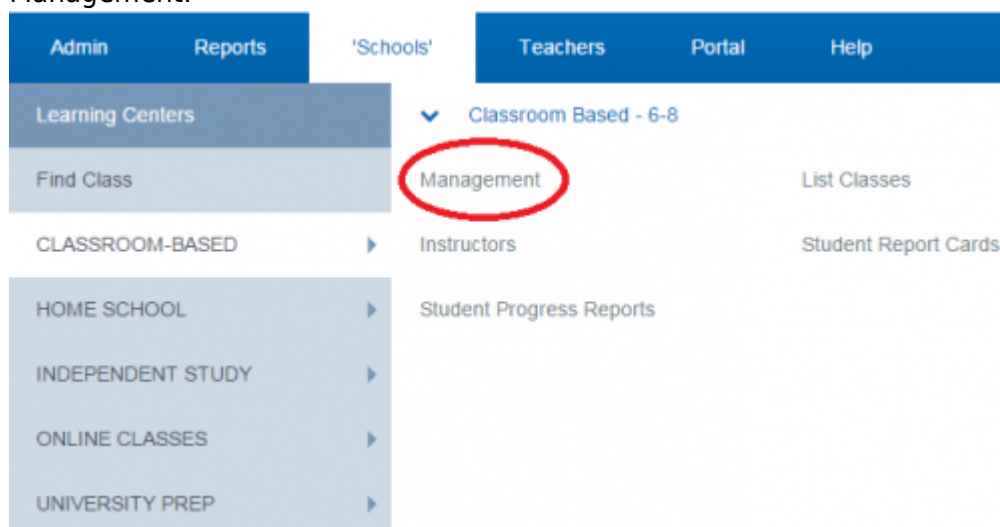 Management.
Admin Reports 'Schools' Teachers Portal Help
Learning Centers
Classroom Based - 6-8
Find Class
Management
List Classes
CLASSROOM-BASED
Instructors
Student Report Cards
HOME SCHOOL
Student Progress Reports
INDEPENDENT STUDY
ONLINE CLASSES
UNIVERSITY PREP